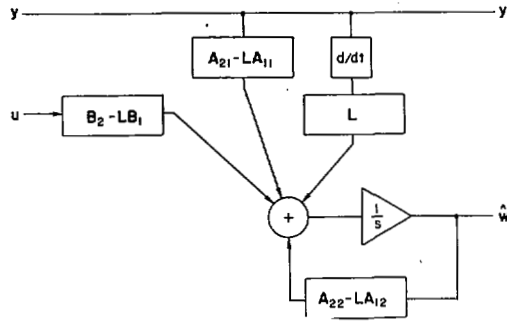 y y
A21-LA11
d/dt
L
u
B2-LB1
+
1/s
ŵ
A22-LA12